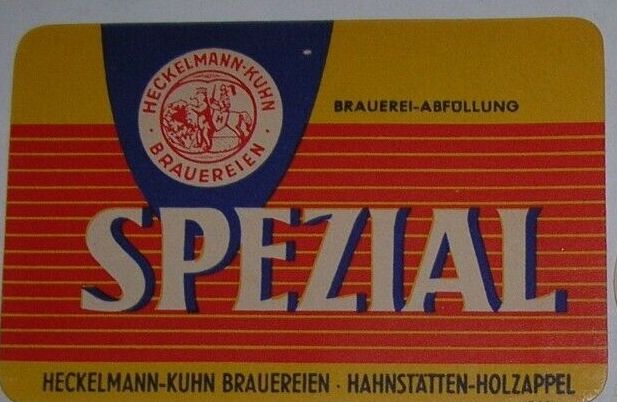 HECKELMANN-KUHN
· BRAUEREIEN ·
H
BRAUEREI-ABFÜLLUNG
SPEZIAL
HECKELMANN-KUHN BRAUEREIEN · HAHNSTÄTTEN-HOLZAPPEL